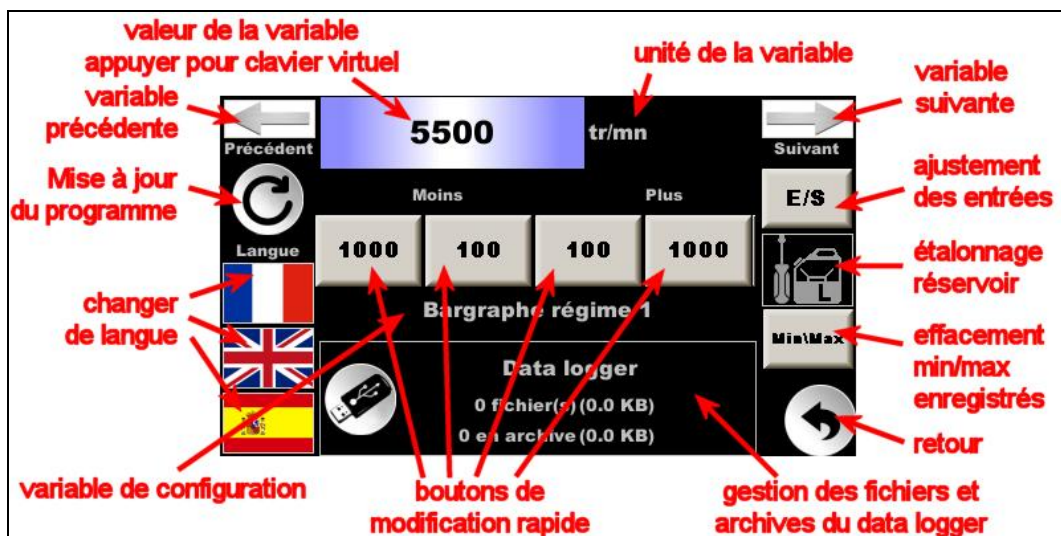 valeur de la variable
appuyer pour clavier virtuel
unité de la variable
variable
précédente
variable
suivante
5500
tr/mn
Précédent
Suivant
Mise à jour
du programme
Moins
Plus
E/S
ajustement
des entrées
1000
100
100
1000
Langue
L
étalonnage
réservoir
changer
de langue
Bargraphe régime 1
Min\Max
effacement
min/max
enregistrés
Data logger
0 fichier(s) (0.0 KB)
0 en archive (0.0 KB)
retour
variable de configuration
boutons de
modification rapide
gestion des fichiers et
archives du data logger